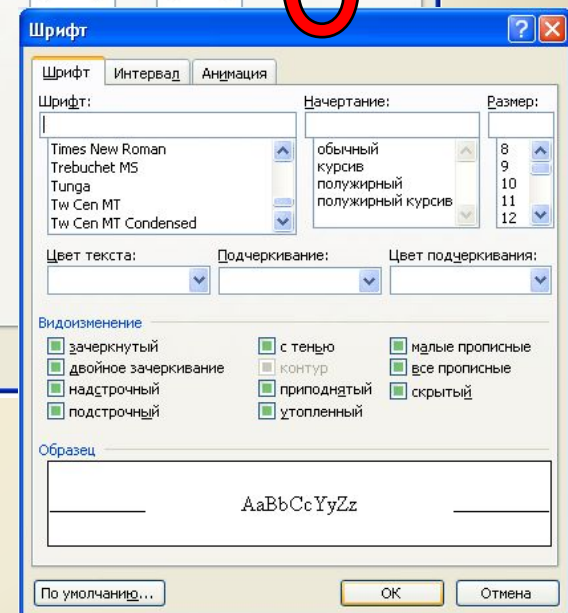 Шрифт
Шрифт Интервал Анимация
Шрифт: Начертание: Размер:
Times New Roman обычный 8
Trebuchet MS курсив 9
Tunga полужирный 10
Tw Cen MT полужирный курсив 11
Tw Cen MT Condensed 12
Цвет текста: Подчеркивание: Цвет подчеркивания:
Видоизменение
зачеркнутый с тенью малые прописные
двойное зачеркивание контур все прописные
надстрочный приподнятый скрытый
подстрочный утопленный
Образец
AaBbCcYyZz
По умолчанию... ОК Отмена